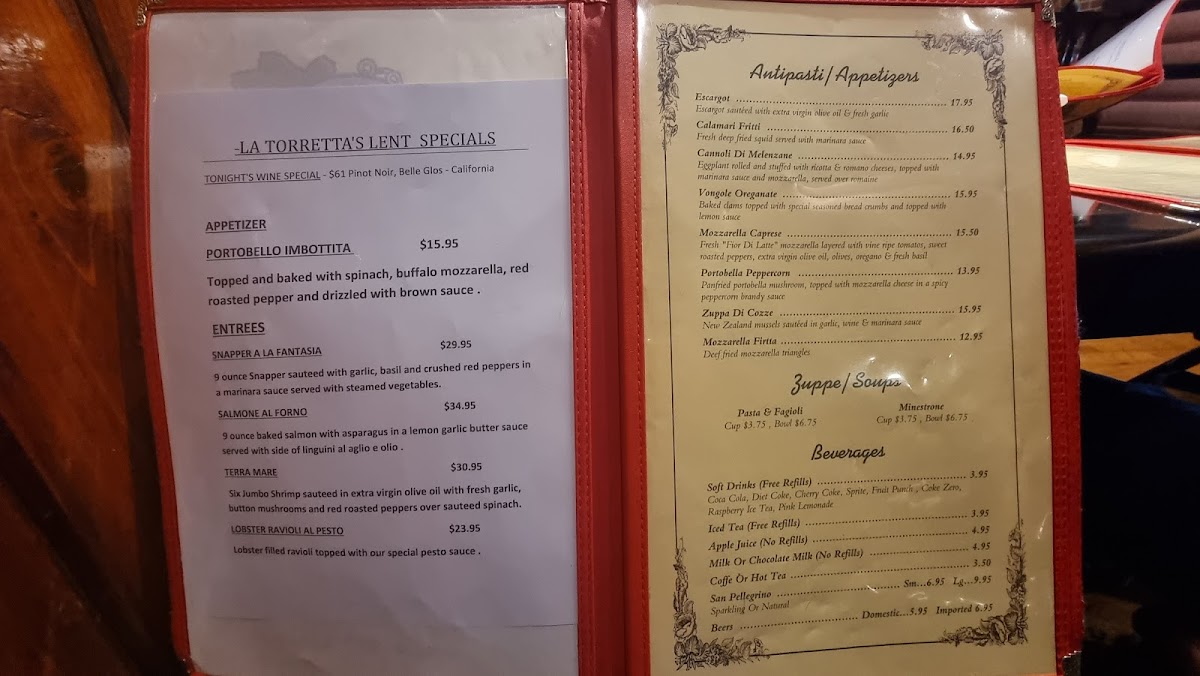 -LA TORRETTA'S LENT SPECIALS
TONIGHT'S WINE SPECIAL - $61 Pinot Noir, Belle Glos - California
APPETIZER
PORTOBELLO IMBOTTITA $15.95
Topped and baked with spinach, buffalo mozzarella, red
roasted pepper and drizzled with brown sauce .
ENTREES
SNAPPER A LA FANTASIA $29.95
9 ounce Snapper sauteed with garlic, basil and crushed red peppers in
a marinara sauce served with steamed vegetables.
SALMONE AL FORNO $34.95
9 ounce baked salmon with asparagus in a lemon garlic butter sauce
served with side of linguini al aglio e olio .
TERRA MARE $30.95
Six Jumbo Shrimp sauteed in extra virgin olive oil with fresh garlic,
button mushrooms and red roasted peppers over sauteed spinach.
LOBSTER RAVIOLI AL PESTO $23.95
Lobster filled ravioli topped with our special pesto sauce .
Antipasti/Appetizers
Escargot 17.95
Escargot sautéed with extra virgin olive oil & fresh garlic
Calamari Fritti 16.50
Fresh deep fried squid served with marinara sauce
Cannoli Di Melenzane 14.95
Eggplant rolled and stuffed with ricotta & romano cheeses, topped with
marinara sauce and mozzarella, served over romaine
Vongole Oreganate 15.95
Baked clams topped with special seasoned bread crumbs and topped with
lemon sauce
Mozzarella Caprese 15.50
Fresh "Fior Di Latte" mozzarella layered with vine ripe tomatos, sweet
roasted peppers, extra virgin olive oil, olives, oregano & fresh basil
Portobella Peppercorn 13.95
Panfried portobella mushroom, topped with mozzarella cheese in a spicy
peppercorn brandy sauce
Zuppa Di Cozze 15.95
New Zealand mussels sautéed in garlic, wine & marinara sauce
Mozzarella Firtta 12.95
Deef fried mozzarella triangles
Zuppe/Soups
Pasta & Fagioli Minestrone
Cup $3.75 , Bowl $6.75 Cup $3.75 , Bowl $6.75
Beverages
Soft Drinks (Free Refills) 3.95
Coca Cola, Diet Coke, Cherry Coke, Sprite, Fruit Punch , Coke Zero,
Raspberry Ice Tea, Pink Lemonade
Iced Tea (Free Refills) 3.95
Apple Juice (No Refills) 4.95
Milk Or Chocolate Milk (No Refills) 4.95
Coffe Or Hot Tea 3.50
San Pellegrino Sm...6.95 Lg...9.95
Sparkling Or Natural
Beers Domestic...5.95 Imported 6.95